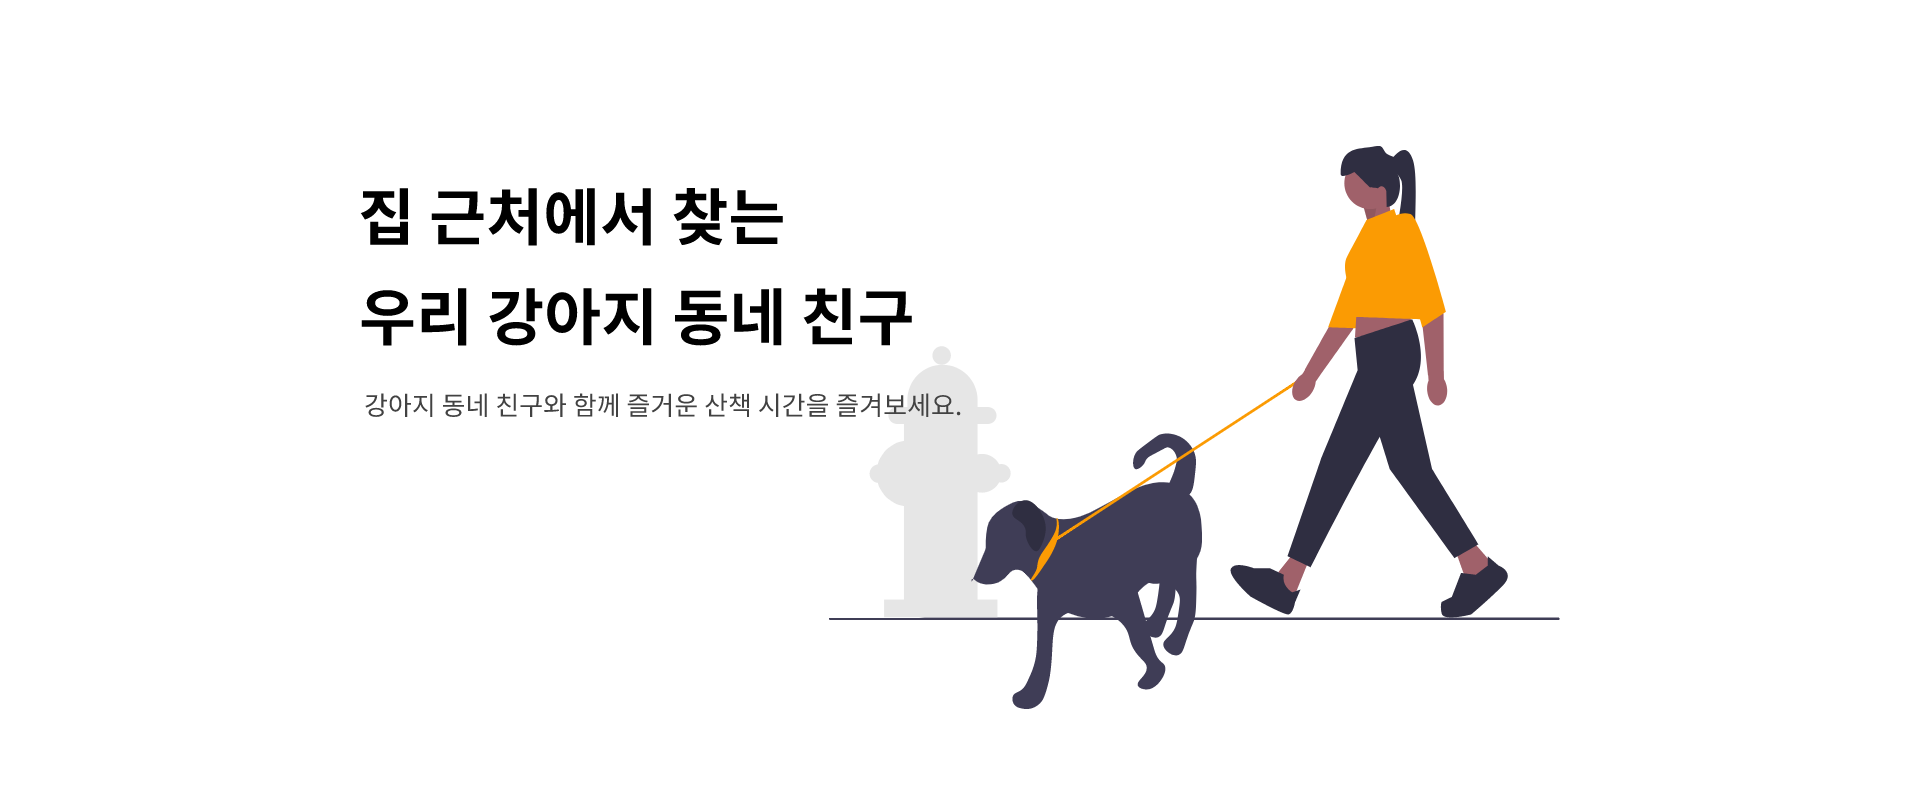 집 근처에서 찾는
우리 강아지 동네 친구
강아지 동네 친구와 함께 즐거운 산책 시간을 즐겨보세요.